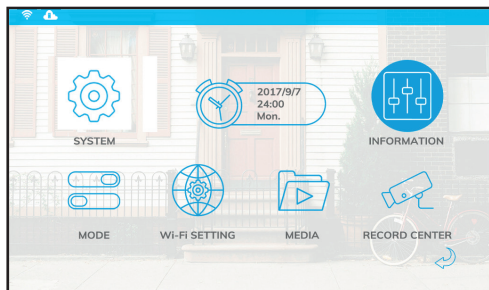 2017/9/7
24:00
Mon.
SYSTEM
INFORMATION
MODE
Wi-Fi SETTING
MEDIA
RECORD CENTER